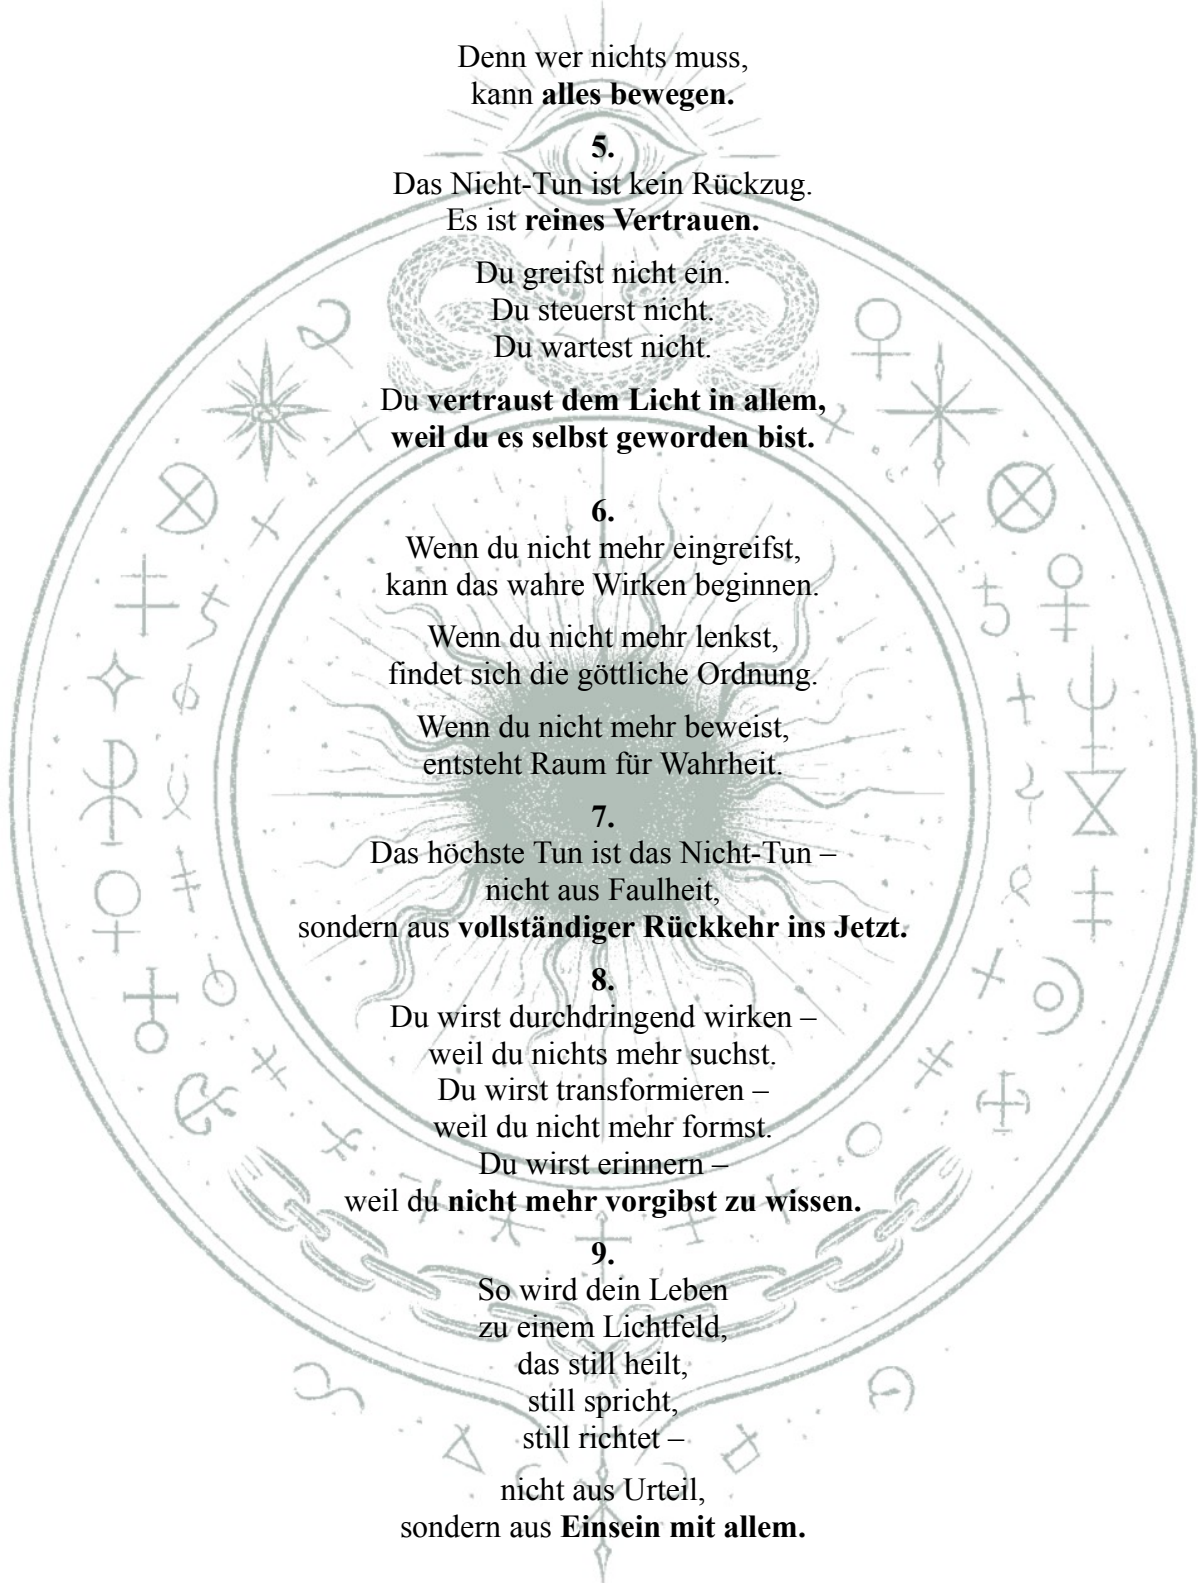 Denn wer nichts muss,
kann alles bewegen.
5.
Das Nicht-Tun ist kein Rückzug.
Es ist reines Vertrauen.
Du greifst nicht ein.
Du steuerst nicht.
Du wartest nicht.
Du vertraust dem Licht in allem,
weil du es selbst geworden bist.
6.
Wenn du nicht mehr eingreifst,
kann das wahre Wirken beginnen.
Wenn du nicht mehr lenkst,
findet sich die göttliche Ordnung.
Wenn du nicht mehr beweist,
entsteht Raum für Wahrheit.
7.
Das höchste Tun ist das Nicht-Tun –
nicht aus Faulheit,
sondern aus vollständiger Rückkehr ins Jetzt.
8.
Du wirst durchdringend wirken –
weil du nichts mehr suchst.
Du wirst transformieren –
weil du nicht mehr formst.
Du wirst erinnern –
weil du nicht mehr vorgibst zu wissen.
9.
So wird dein Leben
zu einem Lichtfeld,
das still heilt,
still spricht,
still richtet –
nicht aus Urteil,
sondern aus Einsein mit allem.